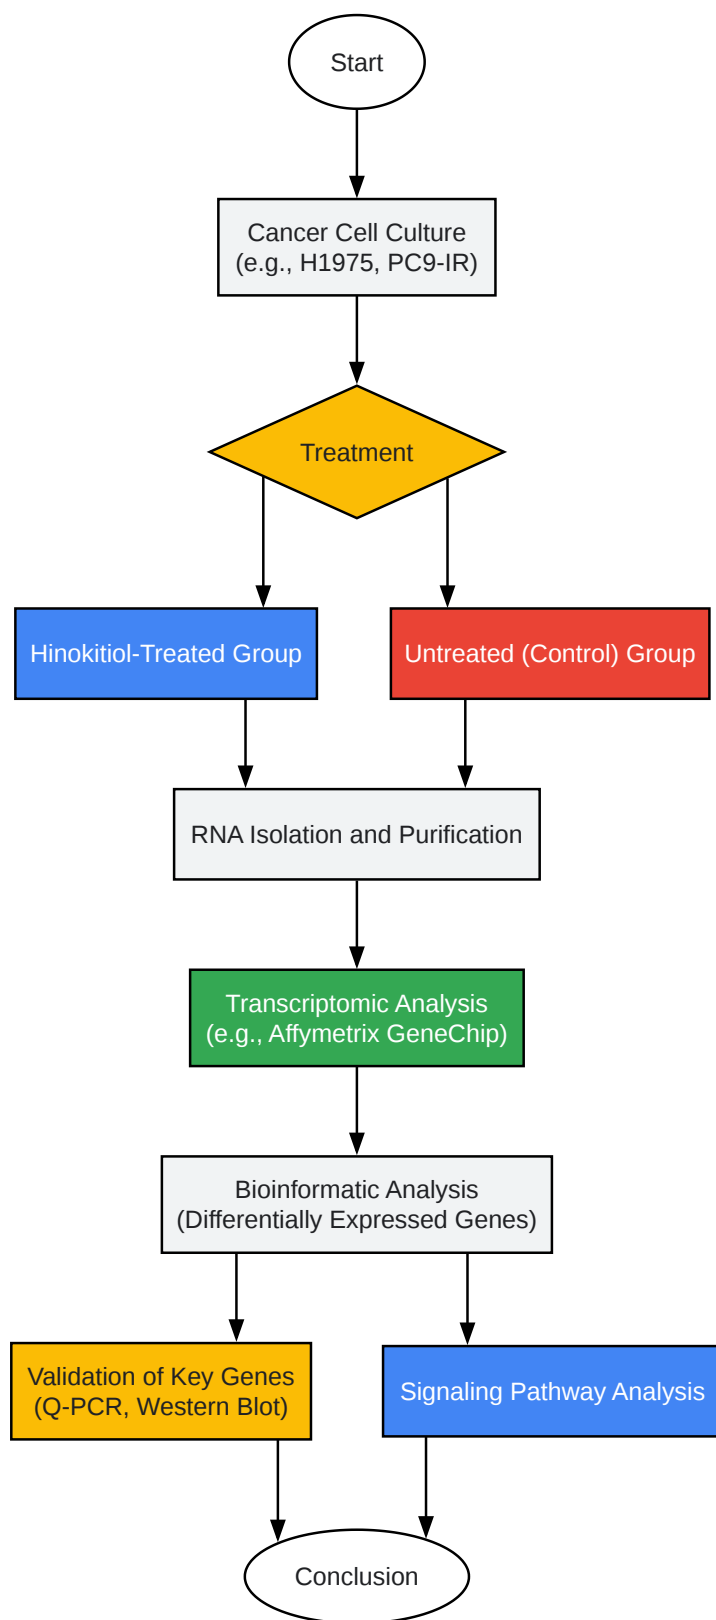 Start
Cancer Cell Culture
(e.g., H1975, PC9-IR)
Treatment
Hinokitiol-Treated Group
Untreated (Control) Group
RNA Isolation and Purification
Transcriptomic Analysis
(e.g., Affymetrix GeneChip)
Bioinformatic Analysis
(Differentially Expressed Genes)
Validation of Key Genes
(Q-PCR, Western Blot)
Signaling Pathway Analysis
Conclusion